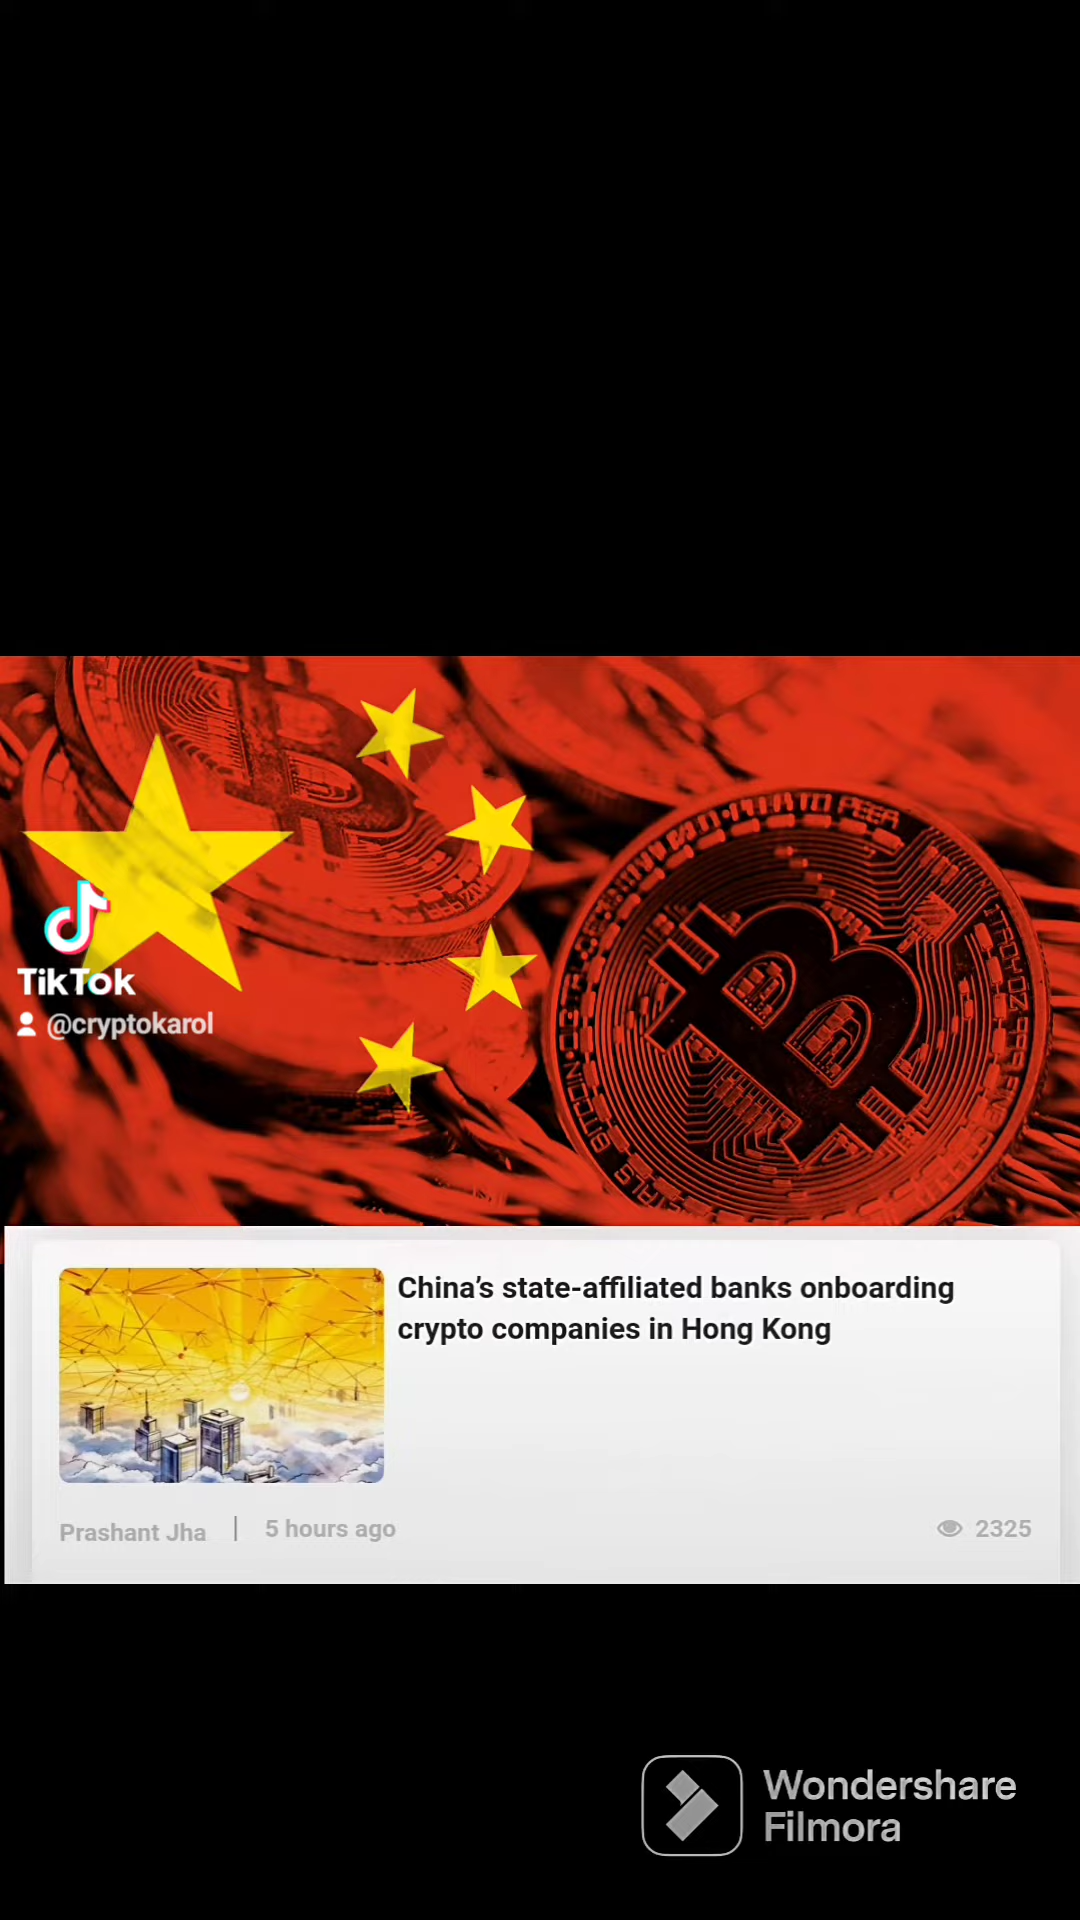 TikTok
@cryptokarol
China's state-affiliated banks onboarding
crypto companies in Hong Kong
Prashant Jha
5 hours ago
2325
Wondershare
Filmora